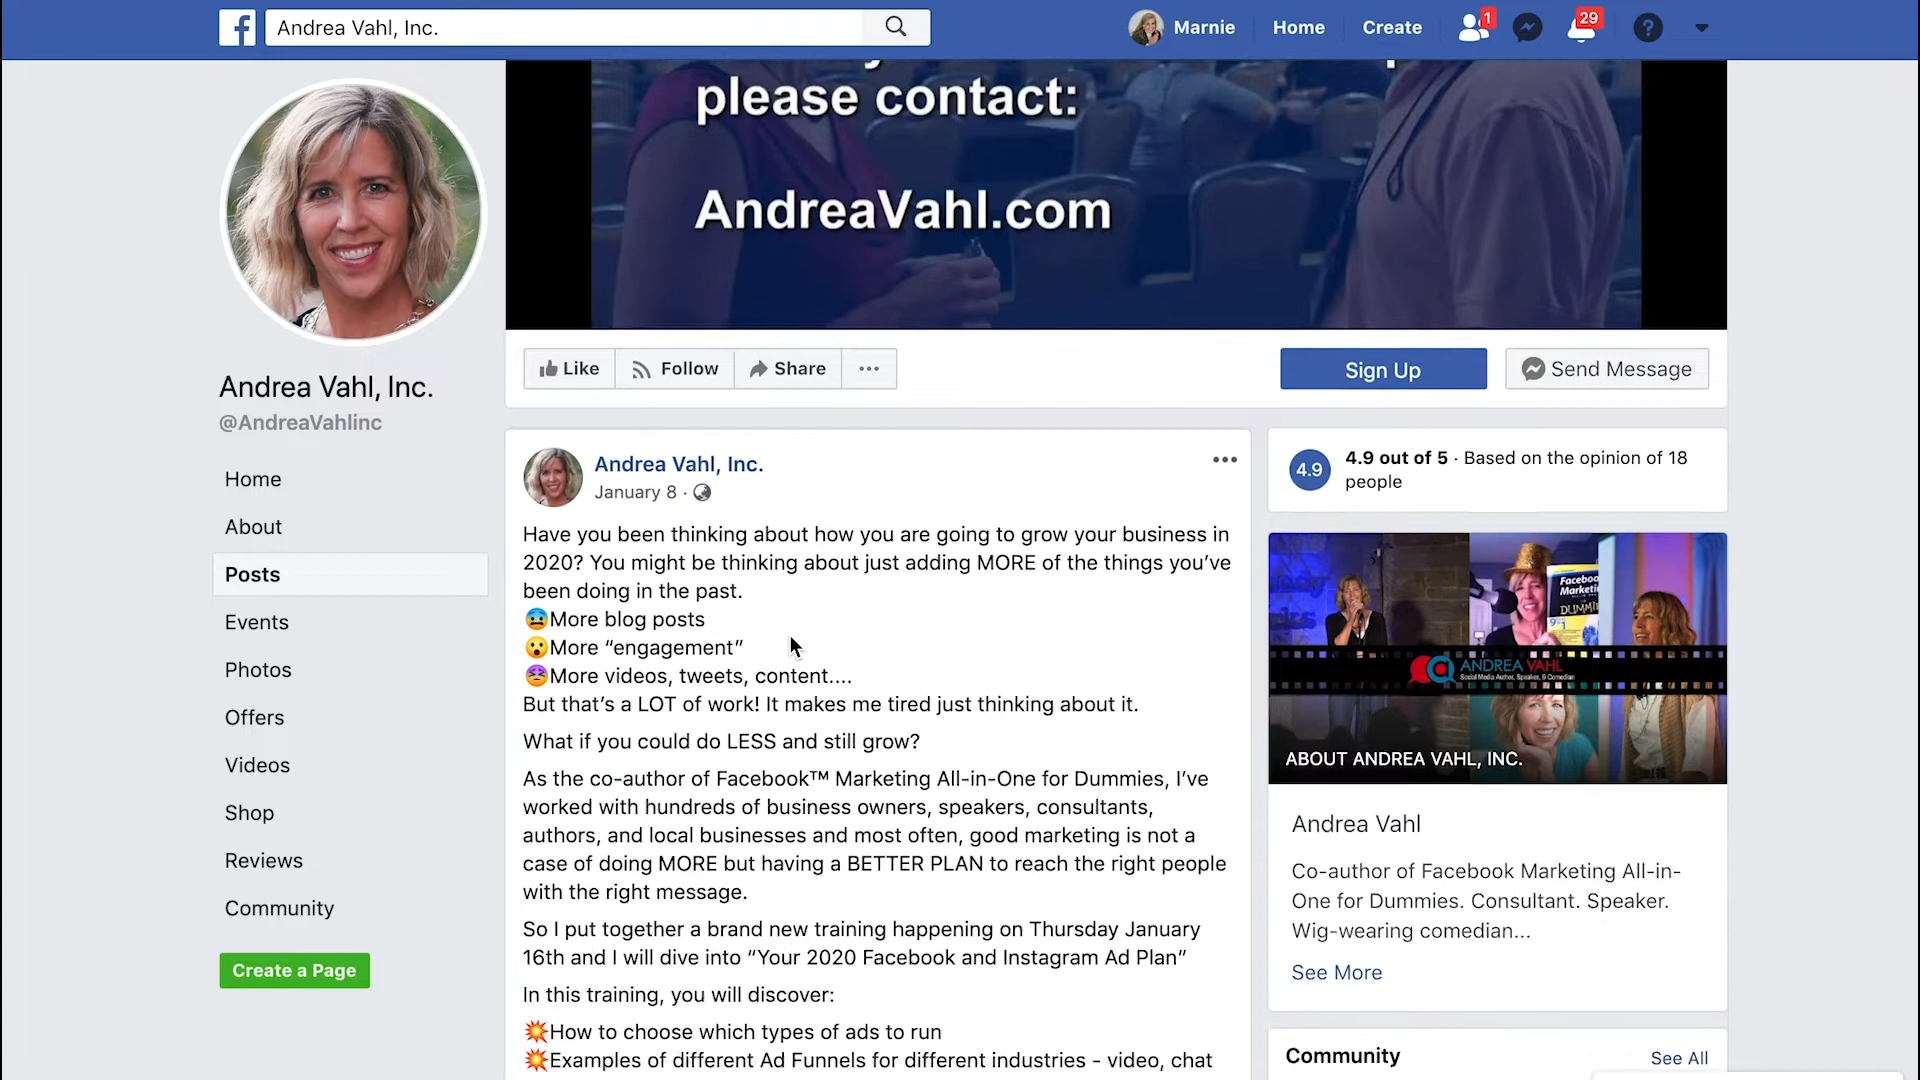 Andrea Vahl, Inc.
Marnie
Home
Create
1
29
please contact:
AndreaVahl.com
Like
Follow
Share
Sign Up
Send Message
Andrea Vahl, Inc.
@AndreaVahlinc
Home
About
Posts
Events
Photos
Offers
Videos
Shop
Reviews
Community
Create a Page
Andrea Vahl, Inc.
January 8 ·
Have you been thinking about how you are going to grow your business in
2020? You might be thinking about just adding MORE of the things you’ve
been doing in the past.
😰More blog posts
😮More “engagement”
😣More videos, tweets, content....
But that’s a LOT of work! It makes me tired just thinking about it.
What if you could do LESS and still grow?
As the co-author of Facebook™ Marketing All-in-One for Dummies, I’ve
worked with hundreds of business owners, speakers, consultants,
authors, and local businesses and most often, good marketing is not a
case of doing MORE but having a BETTER PLAN to reach the right people
with the right message.
So I put together a brand new training happening on Thursday January
16th and I will dive into “Your 2020 Facebook and Instagram Ad Plan”
In this training, you will discover:
💥How to choose which types of ads to run
💥Examples of different Ad Funnels for different industries - video, chat
4.9
4.9 out of 5 · Based on the opinion of 18
people
ANDREA VAHL
Social Media Author, Speaker, & Comedian
ABOUT ANDREA VAHL, INC.
Andrea Vahl
Co-author of Facebook Marketing All-in-
One for Dummies. Consultant. Speaker.
Wig-wearing comedian...
See More
Community
See All